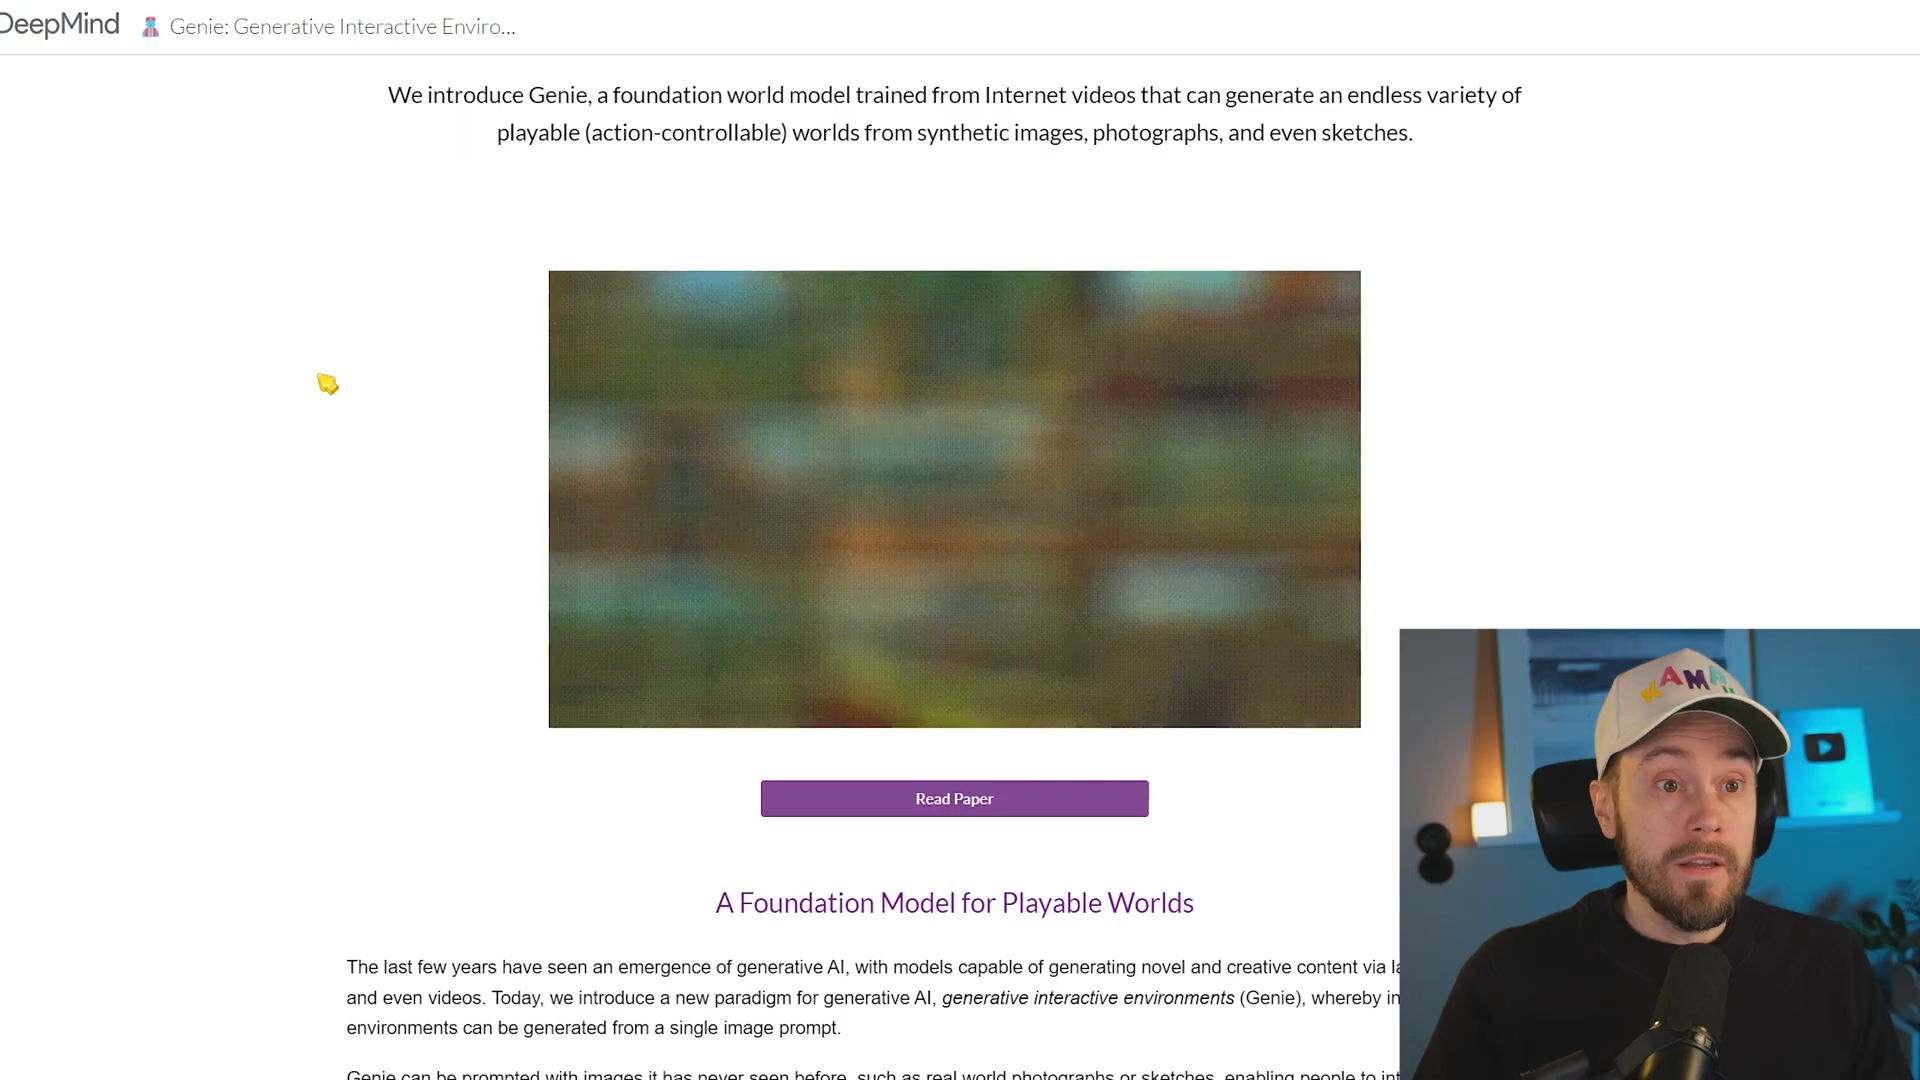 DeepMind Genie: Generative Interactive Enviro...
We introduce Genie, a foundation world model trained from Internet videos that can generate an endless variety of
playable (action-controllable) worlds from synthetic images, photographs, and even sketches.
Read Paper
A Foundation Model for Playable Worlds
The last few years have seen an emergence of generative AI, with models capable of generating novel and creative content via
and even videos. Today, we introduce a new paradigm for generative AI, generative interactive environments (Genie), whereby
environments can be generated from a single image prompt.
Genie can be prompted with images it has never seen before, such as real world photographs or sketches, enabling people to